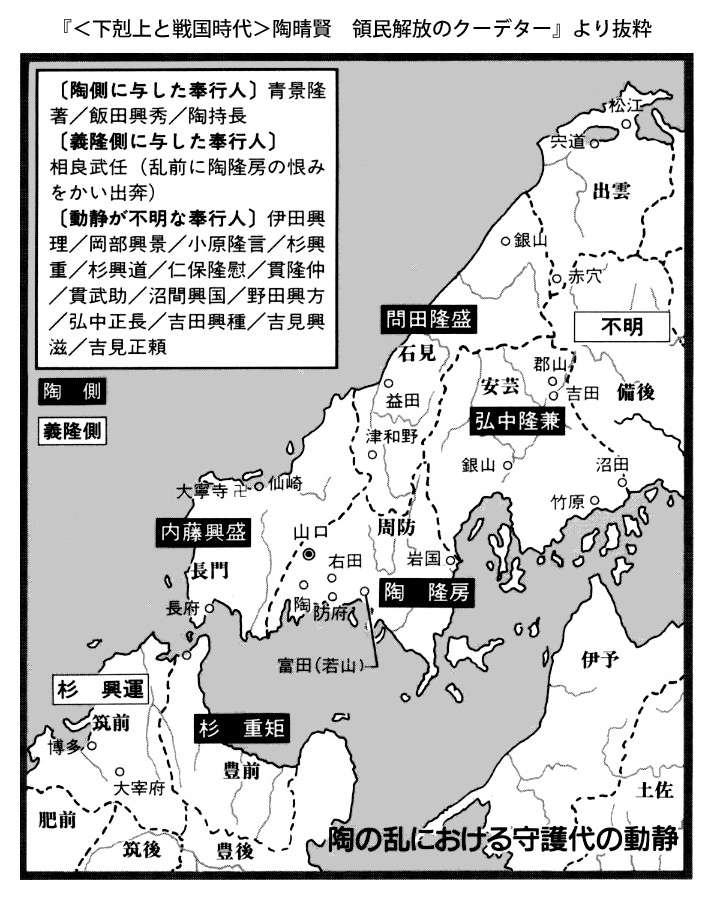 『＜下剋上と戦国時代＞陶晴賢　領民解放のクーデター』より抜粋
〔陶側に与した奉行人〕青景隆
著／飯田興秀／陶持長
〔義隆側に与した奉行人〕
相良武任（乱前に陶隆房の恨み
をかい出奔）
〔動静が不明な奉行人〕伊田興
理／岡部興景／小原隆言／杉興
重／杉興道／仁保隆慰／貫隆仲
／貫武助／沼間興国／野田興方
／弘中正長／吉田興種／吉見興
滋／吉見正頼
陶　側
義隆側
松江
宍道
出雲
銀山
赤穴
問田隆盛
不明
石見
郡山
安芸
吉田
備後
益田
弘中隆兼
津和野
銀山
沼田
大寧寺卍
仙崎
竹原
内藤興盛
山口
周防
長門
右田
岩国
陶　隆房
長府
陶
防府
富田(若山)
伊予
杉　興運
筑前
杉　重矩
博多
豊前
大宰府
土佐
肥前
陶の乱における守護代の動静
筑後
豊後